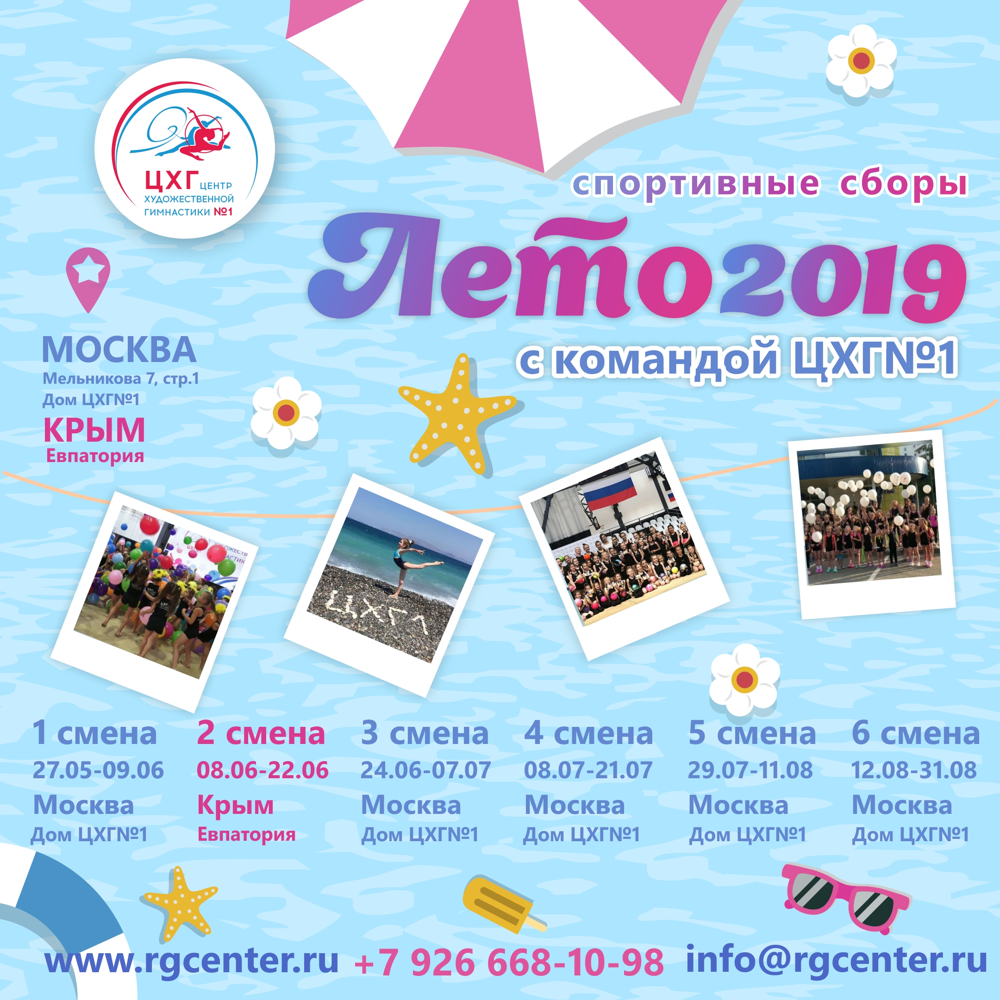 ЦХГ ЦЕНТР
ХУДОЖЕСТВЕННОЙ
ГИМНАСТИКИ №1
спортивные сборы
Лето 2019
с командой ЦХГ№1
МОСКВА
Мельникова 7, стр.1
Дом ЦХГ№1
КРЫМ
Евпатория
ЦХГ1
1 смена
27.05-09.06
Москва
Дом ЦХГ№1
2 смена
08.06-22.06
Крым
Евпатория
3 смена
24.06-07.07
Москва
Дом ЦХГ№1
4 смена
08.07-21.07
Москва
Дом ЦХГ№1
5 смена
29.07-11.08
Москва
Дом ЦХГ№1
6 смена
12.08-31.08
Москва
Дом ЦХГ№1
www.rgcenter.ru
+7 926 668-10-98
info@rgcenter.ru